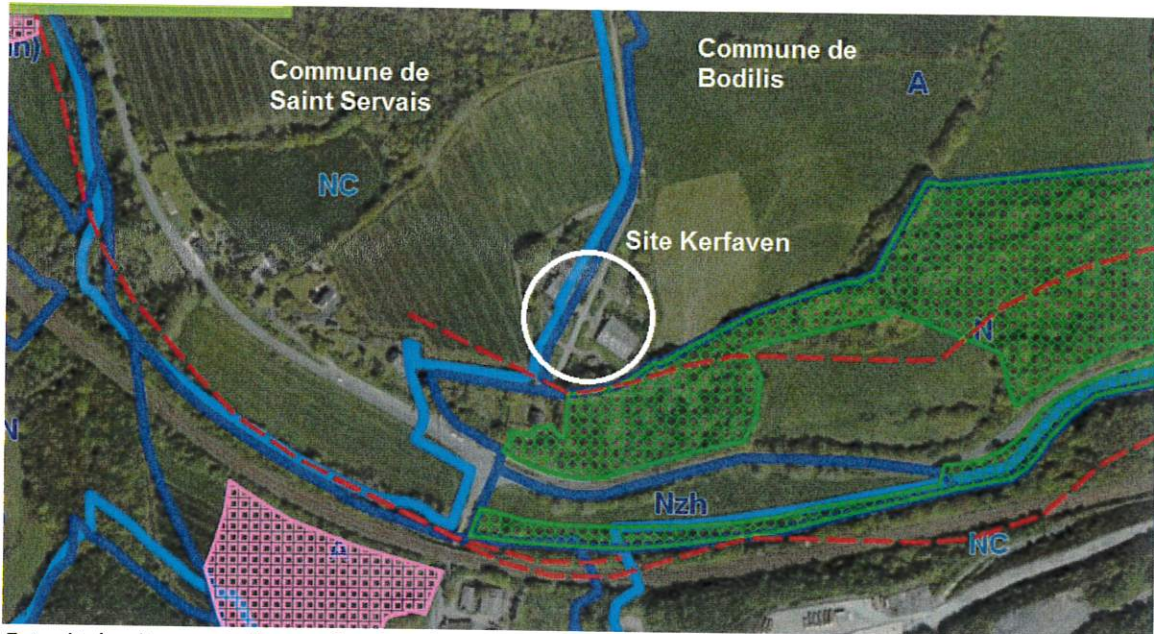 Commune de
Saint Servais
Commune de
Bodilis
A
NC
Site Kerfaven
N
N
Nzh
NC
A